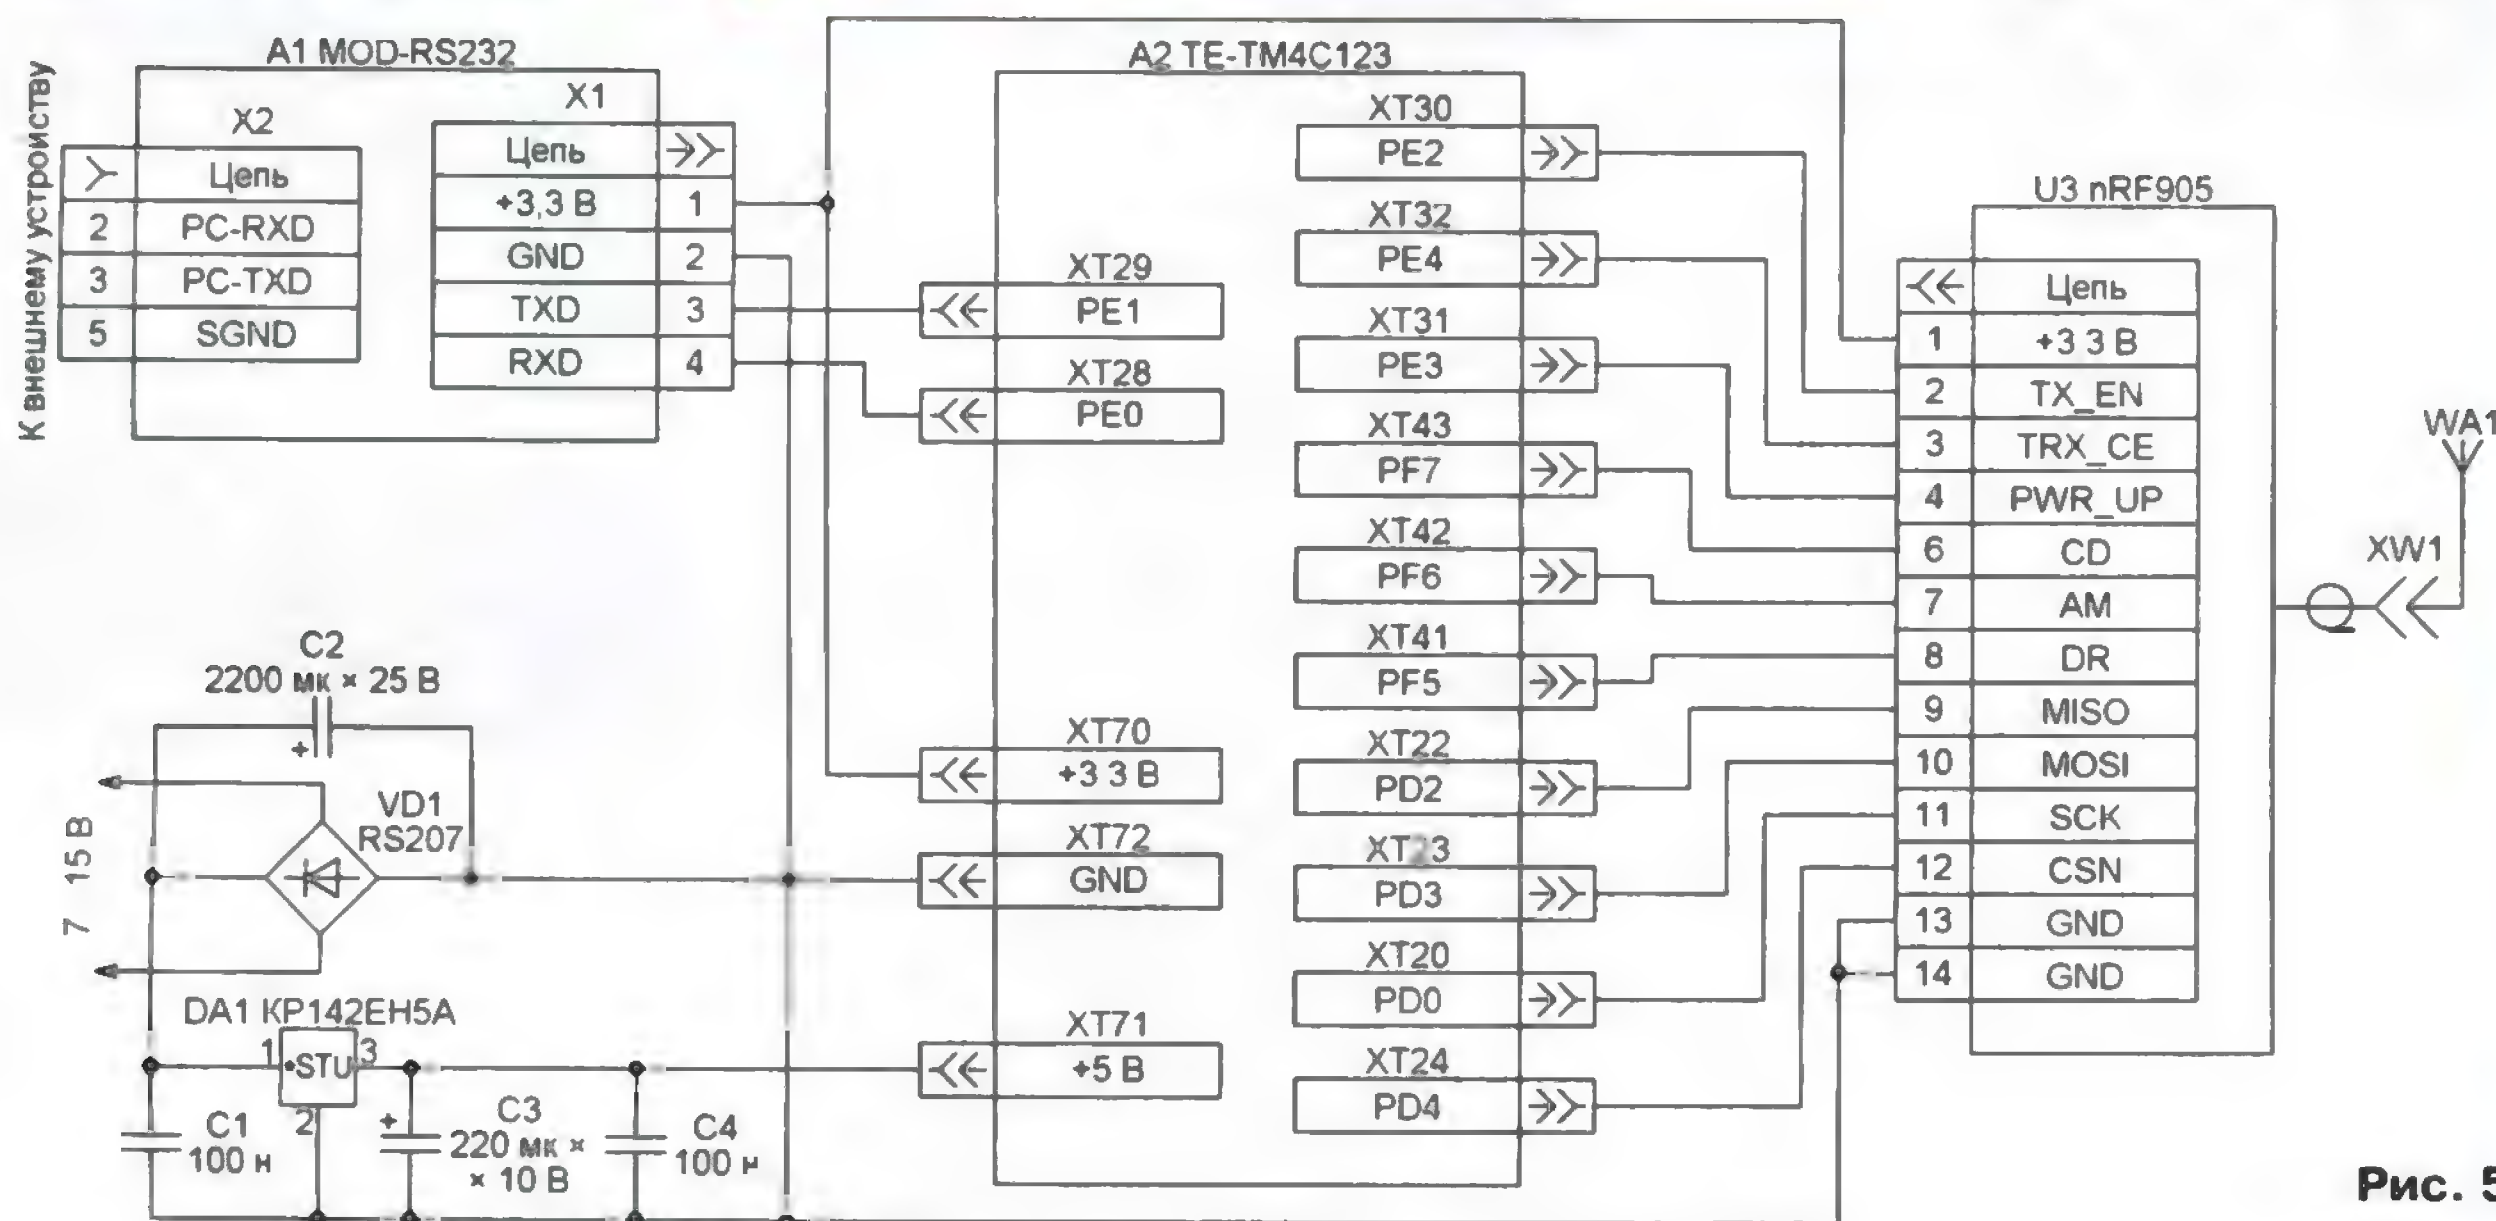 К внешнему устройству
A1 MOD-RS232
X2
Цепь
2 PC-RXD
3 PC-TXD
5 SGND
X1
Цепь
+3,3 В 1
GND 2
TXD 3
RXD 4
A2 TE-TM4C123
XT29
PE1
XT28
PE0
XT70
+3 3 В
XT72
GND
XT71
+5 В
XT30
PE2
XT32
PE4
XT31
PE3
XT43
PF7
XT42
PF6
XT41
PF5
XT22
PD2
XT23
PD3
XT20
PD0
XT24
PD4
U3 nRF905
Цепь
1 +3 3 В
2 TX_EN
3 TRX_CE
4 PWR_UP
6 CD
7 AM
8 DR
9 MISO
10 MOSI
11 SCK
12 CSN
13 GND
14 GND
WA1
XW1
C2
2200 мк × 25 В
+
7 15 В
VD1
RS207
DA1 КР142ЕН5А
1 STU 3
2
C1
100 н
+
C3
220 мк ×
× 10 В
C4
100 н
Рис. 5